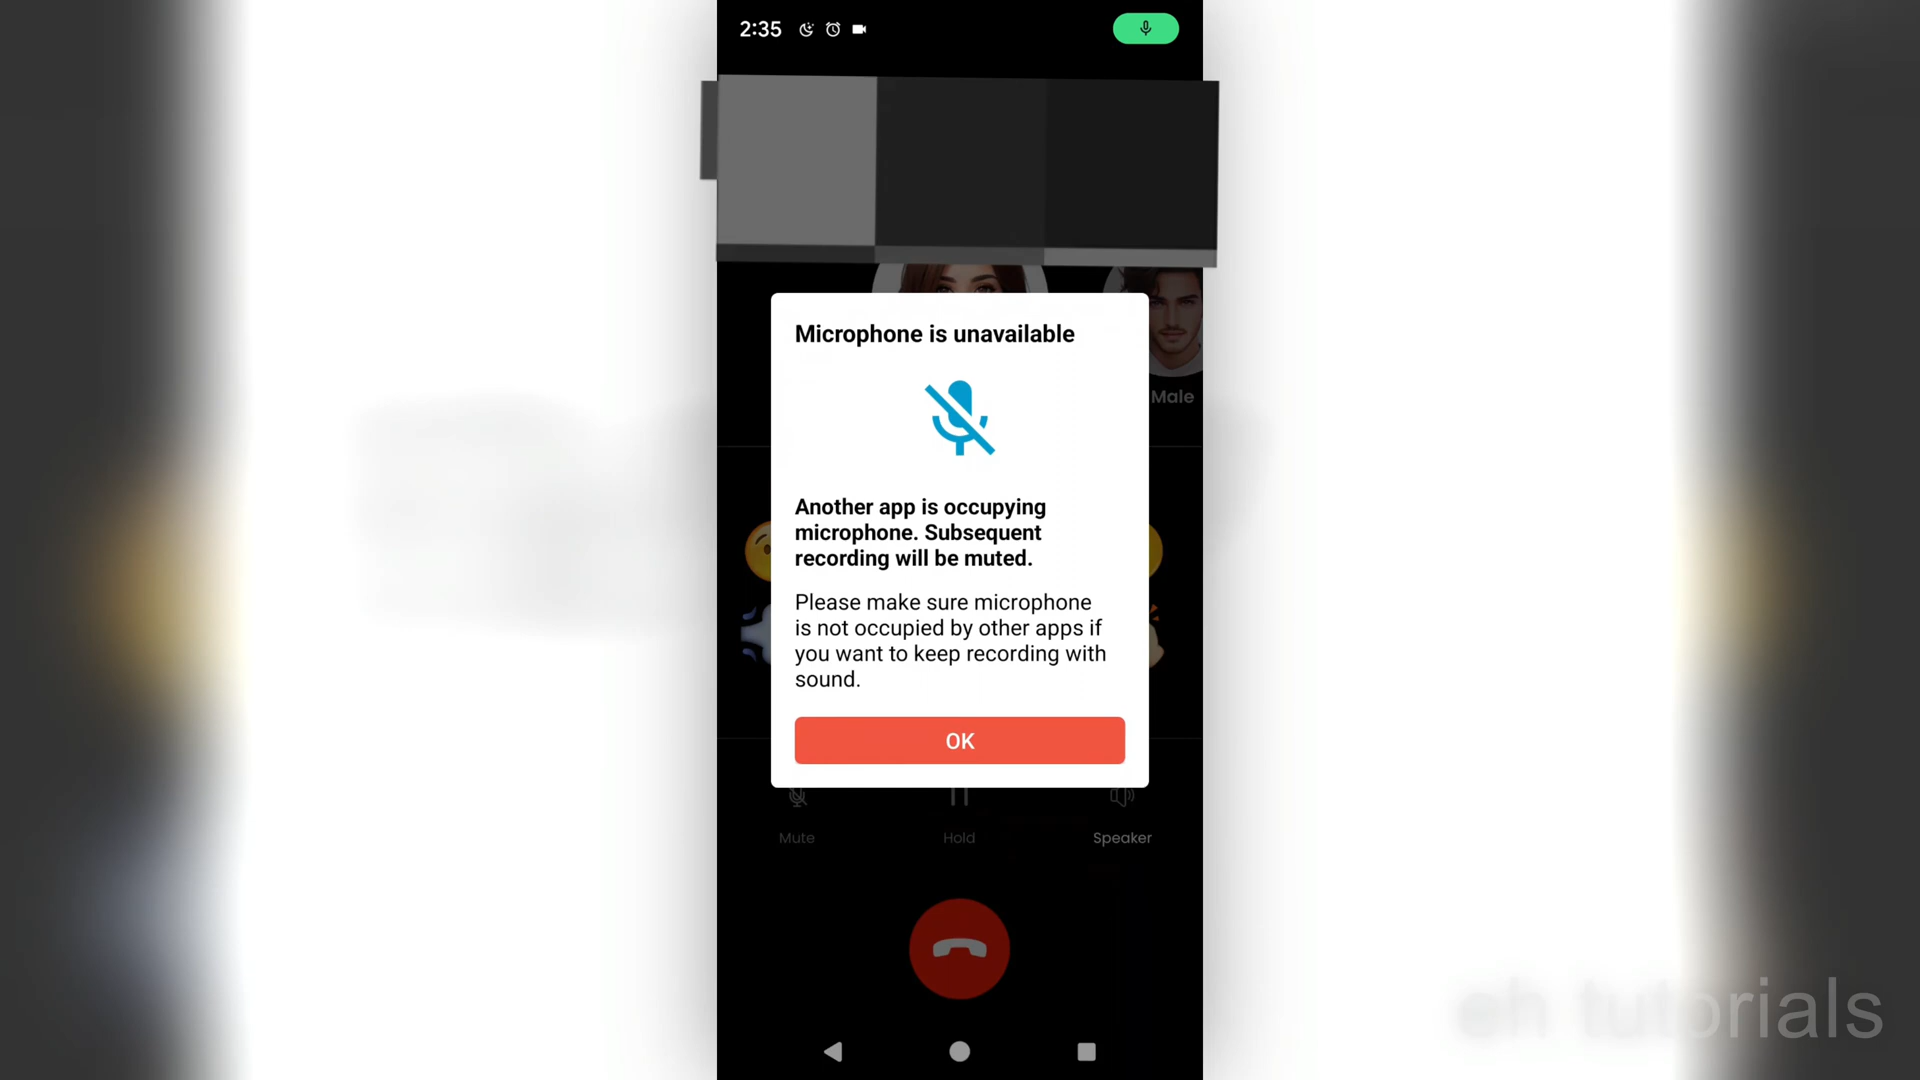 2:35
Microphone is unavailable
Male
Another app is occupying
microphone. Subsequent
recording will be muted.
Please make sure microphone
is not occupied by other apps if
you want to keep recording with
sound.
OK
Mute
Hold
Speaker
eh tutorials